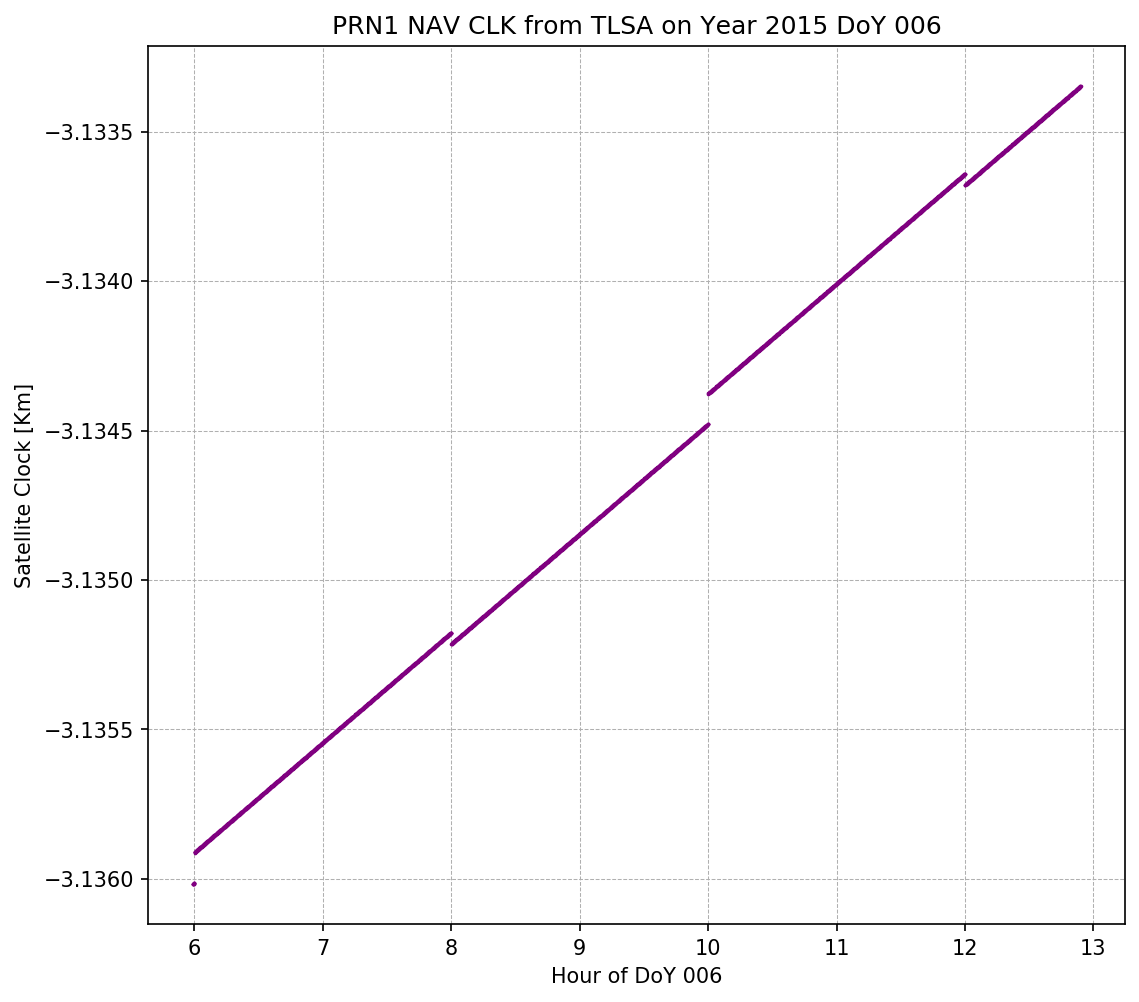 PRN1 NAV CLK from TLSA on Year 2015 DoY 006
Satellite Clock [Km]
−3.1335
−3.1340
−3.1345
−3.1350
−3.1355
−3.1360
6 7 8 9 10 11 12 13
Hour of DoY 006